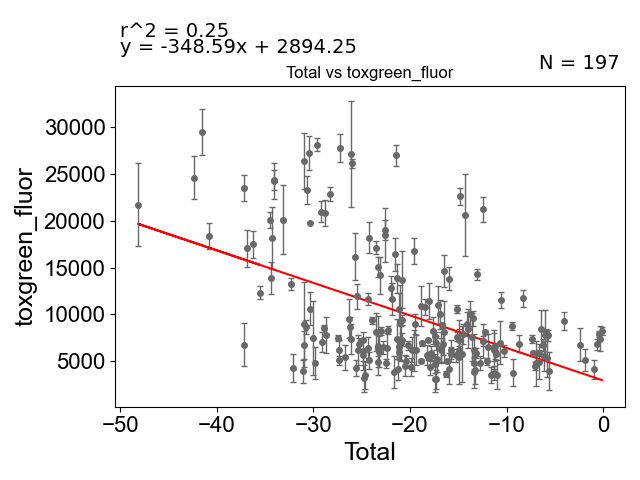 r^2 = 0.25
y = -348.59x + 2894.25
N = 197
Total vs toxgreen_fluor
30000
25000
20000
15000
10000
5000
toxgreen_fluor
−50
−40
−30
−20
−10
0
Total